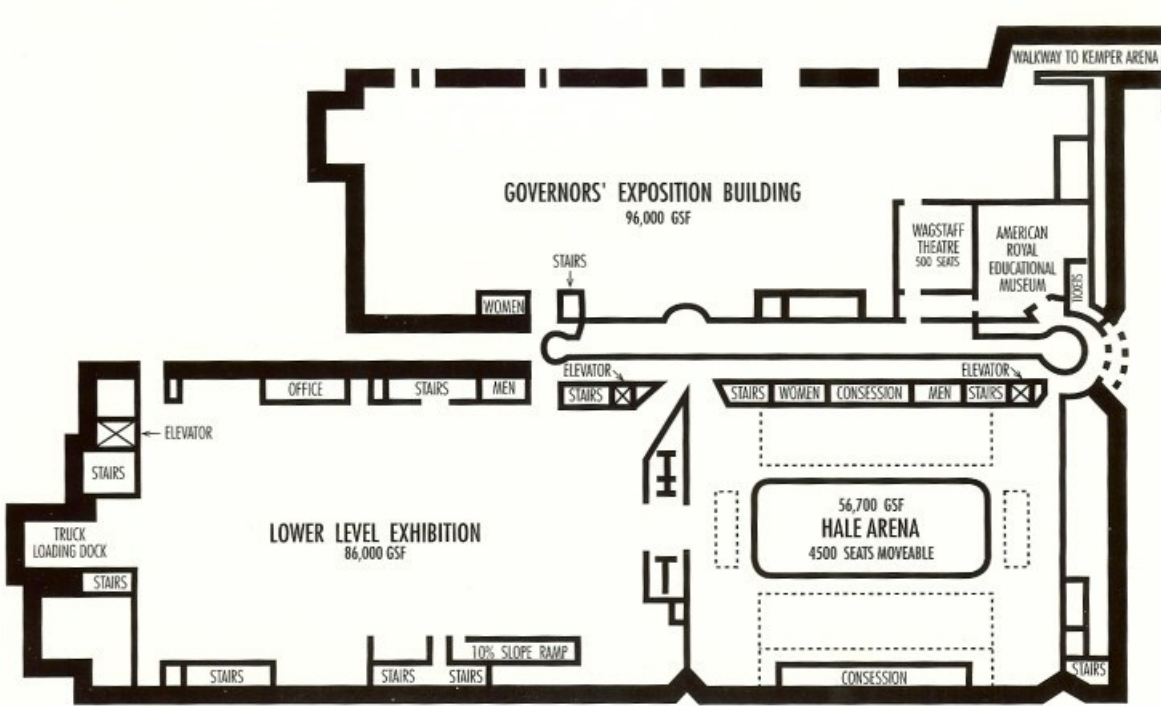 WALKWAY TO KEMPER ARENA
GOVERNORS' EXPOSITION BUILDING
96,000 GSF
WAGSTAFF
THEATRE
500 SEATS
AMERICAN
ROYAL
EDUCATIONAL
MUSEUM
TICKETS
STAIRS
WOMEN
ELEVATOR
ELEVATOR
OFFICE
STAIRS
MEN
STAIRS
STAIRS
WOMEN
CONSESSION
MEN
STAIRS
ELEVATOR
STAIRS
TRUCK
LOADING DOCK
STAIRS
LOWER LEVEL EXHIBITION
86,000 GSF
56,700 GSF
HALE ARENA
4500 SEATS MOVEABLE
10% SLOPE RAMP
STAIRS
STAIRS
STAIRS
CONSESSION
STAIRS